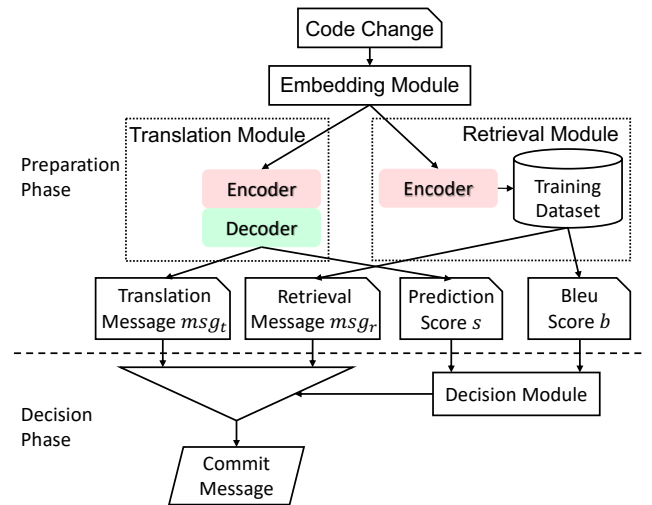 Code Change
Embedding Module
Translation Module
Retrieval Module
Preparation
Phase
Encoder
Decoder
Encoder
Training
Dataset
Translation
Message msg_t
Retrieval
Message msg_r
Prediction
Score s
Bleu
Score b
Decision
Phase
Decision Module
Commit
Message